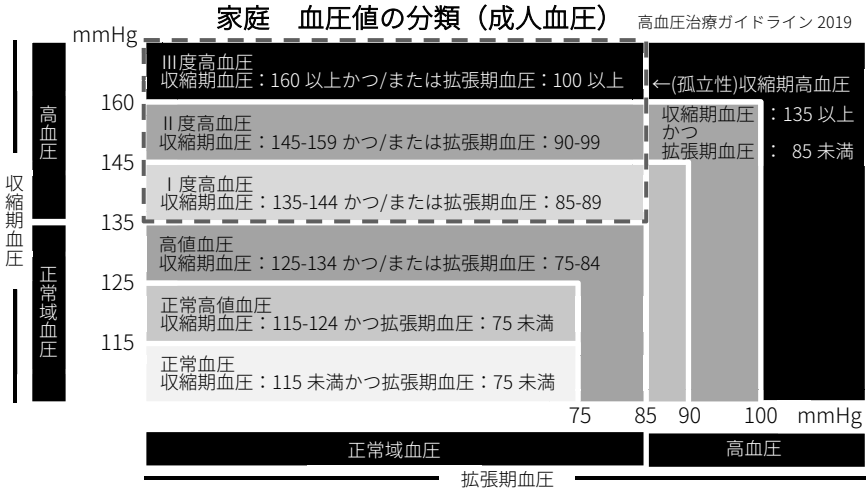 家庭　血圧値の分類（成人血圧）
高血圧治療ガイドライン 2019
mmHg
Ⅲ度高血圧
収縮期血圧：160 以上かつ/または拡張期血圧：100 以上
←(孤立性)収縮期高血圧
収縮期血圧：135 以上
かつ
拡張期血圧： 85 未満
160
Ⅱ度高血圧
収縮期血圧：145-159 かつ/または拡張期血圧：90-99
145
Ⅰ度高血圧
収縮期血圧：135-144 かつ/または拡張期血圧：85-89
135
高値血圧
収縮期血圧：125-134 かつ/または拡張期血圧：75-84
125
正常高値血圧
収縮期血圧：115-124 かつ拡張期血圧：75 未満
115
正常血圧
収縮期血圧：115 未満かつ拡張期血圧：75 未満
収縮期血圧
高血圧
正常域血圧
75 85 90 100 mmHg
正常域血圧
高血圧
拡張期血圧